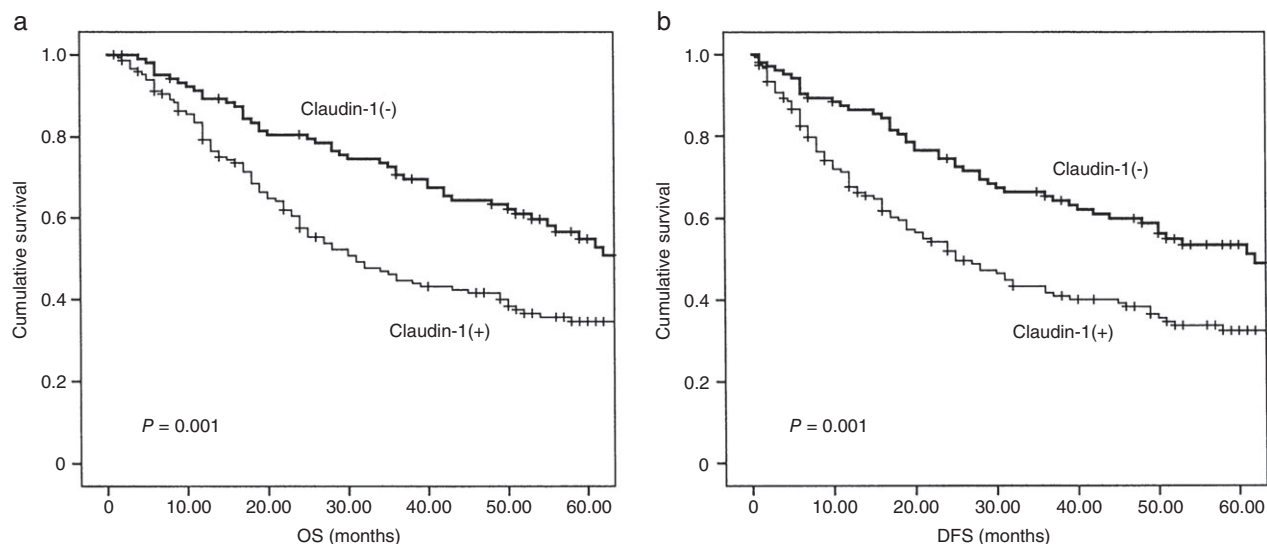 a
Cumulative survival
1.0
0.8
0.6
0.4
0.2
0
Claudin-1(-)
Claudin-1(+)
P = 0.001
0 10.00 20.00 30.00 40.00 50.00 60.00
OS (months)
b
Cumulative survival
1.0
0.8
0.6
0.4
0.2
0
Claudin-1(-)
Claudin-1(+)
P = 0.001
0 10.00 20.00 30.00 40.00 50.00 60.00
DFS (months)